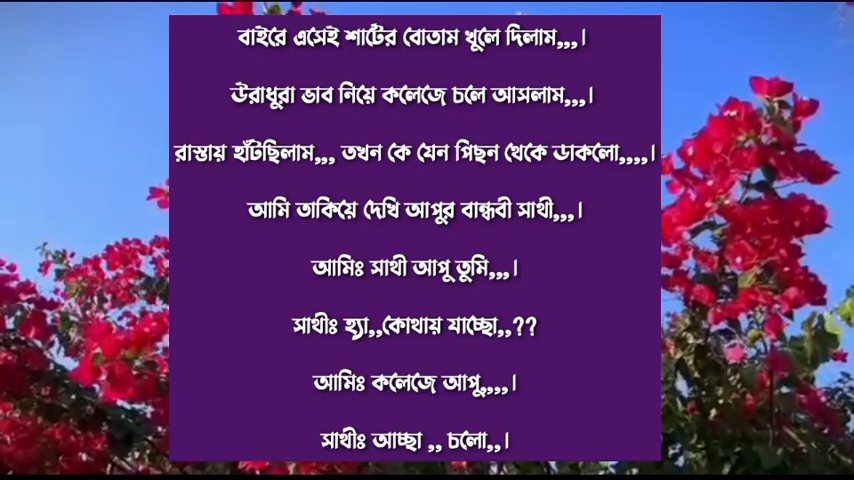 বাইরে এসেই শার্টের বোতাম খুলে দিলাম,,,।
উরাধুরা ভাব নিয়ে কলেজে চলে আসলাম,,,।
রাস্তায় হাঁটছিলাম,,, তখন কে যেন পিছন থেকে ডাকলো,,,,।
আমি তাকিয়ে দেখি আপুর বান্ধবী সাথী,,,।
আমিঃ সাথী আপু তুমি,,,।
সাথীঃ হ্যা,,কোথায় যাচ্ছো,,??
আমিঃ কলেজে আপু,,,,।
সাথীঃ আচ্ছা ,, চলো,,।